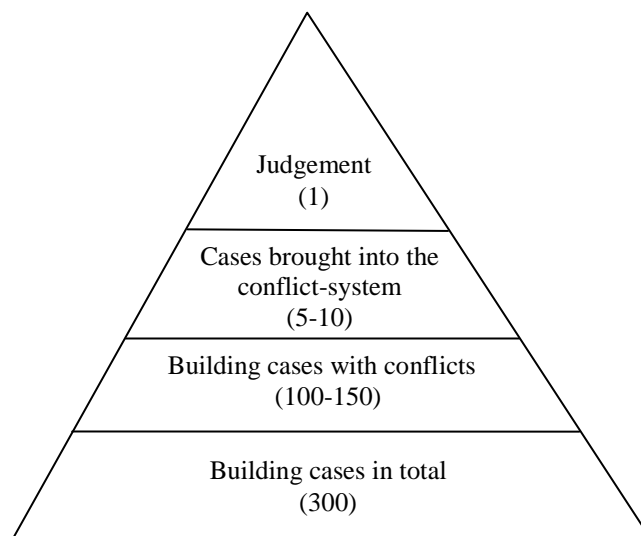 Judgement
(1)
Cases brought into the
conflict-system
(5-10)
Building cases with conflicts
(100-150)
Building cases in total
(300)